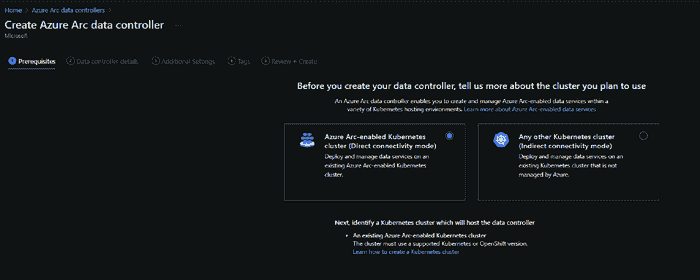 Home > Azure Arc data controllers >
Create Azure Arc data controller ...
Microsoft
1 Prerequisites 2 Data controller details 3 Additional Settings 4 Tags 5 Review + Create
Before you create your data controller, tell us more about the cluster you plan to use
An Azure Arc data controller enables you to create and manage Azure Arc-enabled data services within a
variety of Kubernetes hosting environments. Learn more about Azure Arc-enabled data services
Azure Arc-enabled Kubernetes
cluster (Direct connectivity mode)
Deploy and manage data services on an
existing Azure Arc-enabled Kubernetes
cluster.
Any other Kubernetes cluster
(Indirect connectivity mode)
Deploy and manage data services on an
existing Kubernetes cluster that is not
managed by Azure.
Next, identify a Kubernetes cluster which will host the data controller
• An existing Azure Arc-enabled Kubernetes cluster
The cluster must use a supported Kubernetes or OpenShift version.
Learn how to create a Kubernetes cluster